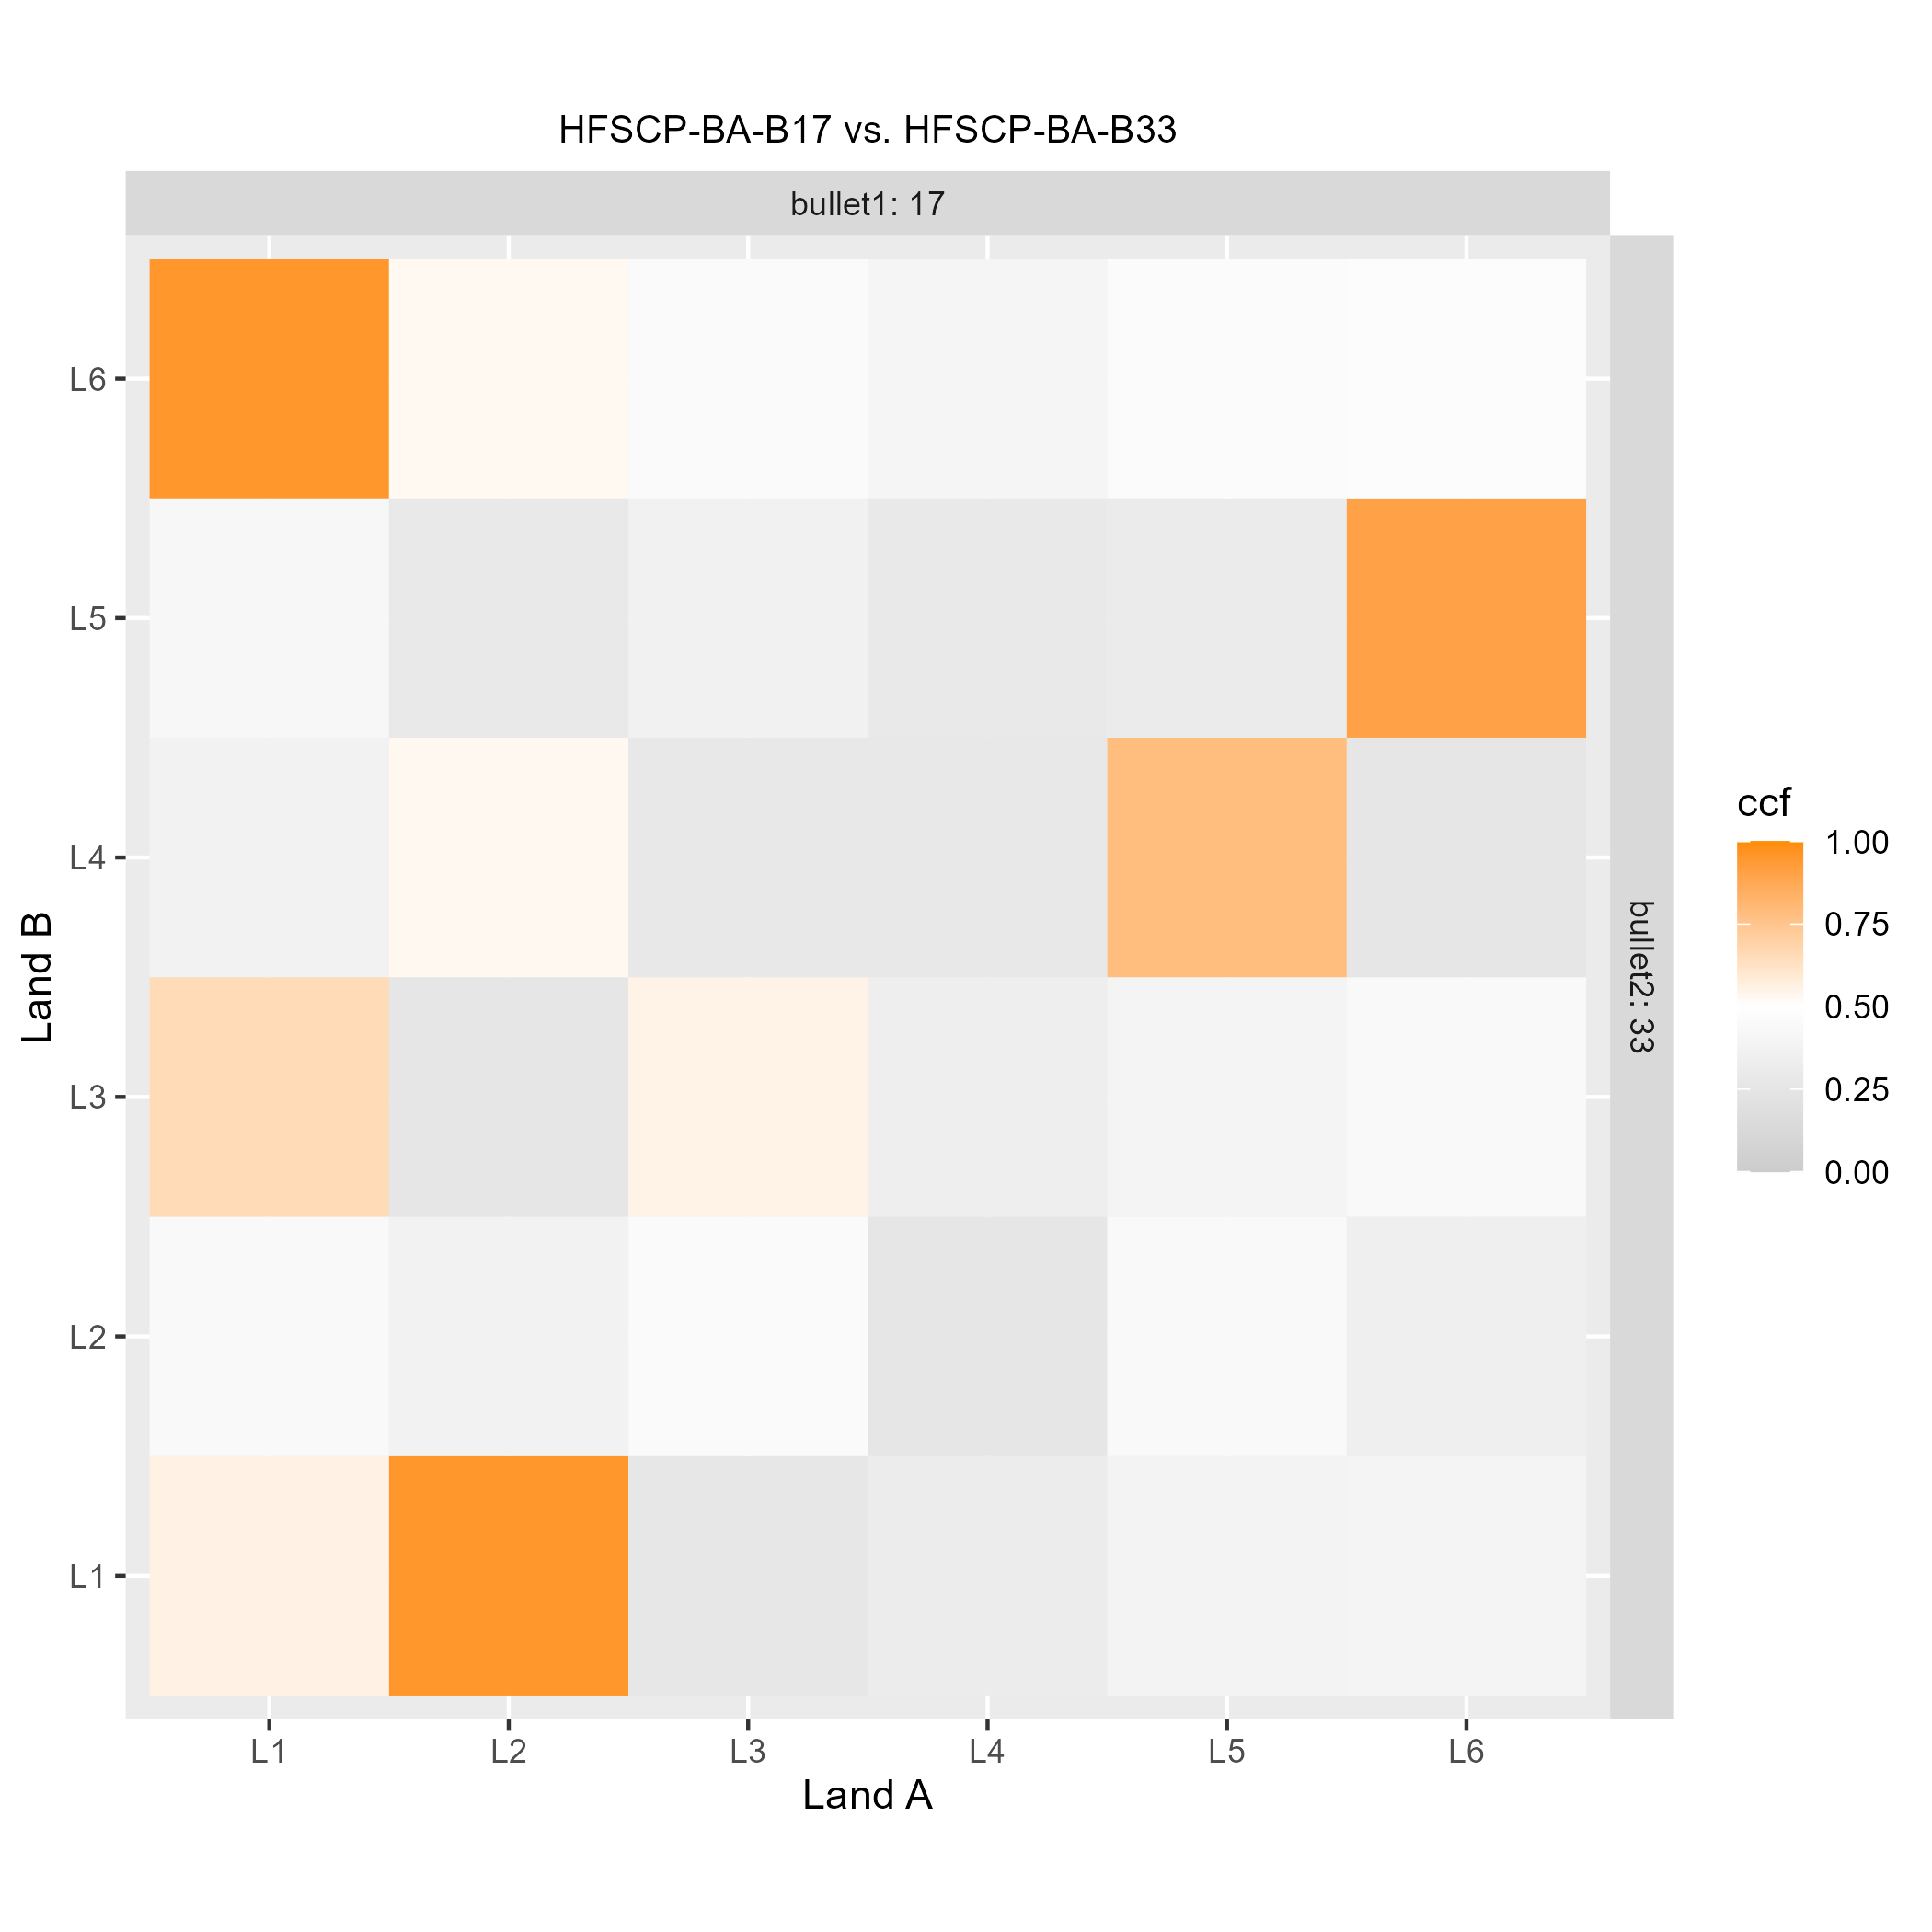 HFSCP-BA-B17 vs. HFSCP-BA-B33
bullet1: 17
L6
L5
L4
L3
L2
L1
Land B
bullet2: 33
L1 L2 L3 L4 L5 L6
Land A
ccf
1.00
0.75
0.50
0.25
0.00